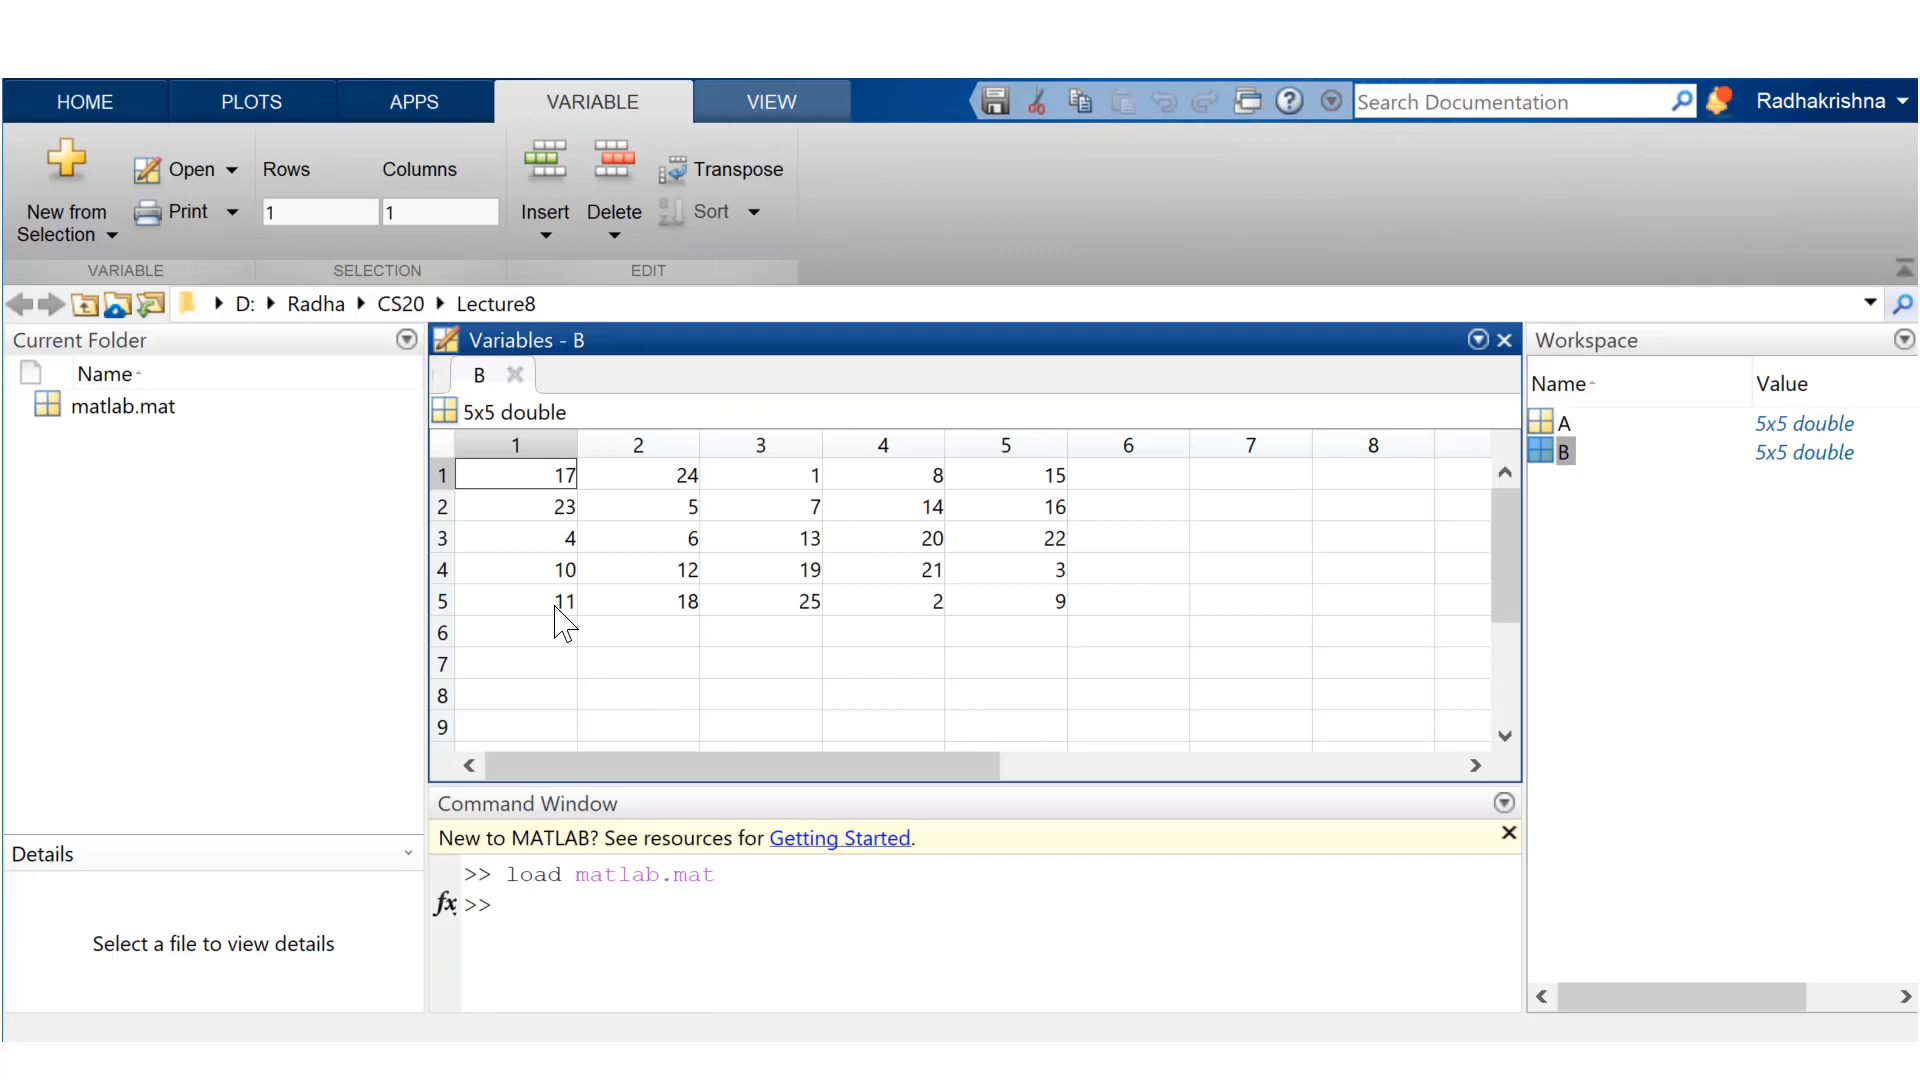 HOME PLOTS APPS VARIABLE VIEW Search Documentation Radhakrishna
New from Selection Open Print Rows Columns Insert Delete Transpose Sort
1 1
VARIABLE SELECTION EDIT
D: Radha CS20 Lecture8
Current Folder
Name
matlab.mat
Details
Select a file to view details
Variables - B
B
5x5 double
1 2 3 4 5 6 7 8
1 17 24 1 8 15
2 23 5 7 14 16
3 4 6 13 20 22
4 10 12 19 21 3
5 11 18 25 2 9
6
7
8
9
Command Window
New to MATLAB? See resources for Getting Started.
>> load matlab.mat
fx >>
Workspace
Name Value
A 5x5 double
B 5x5 double